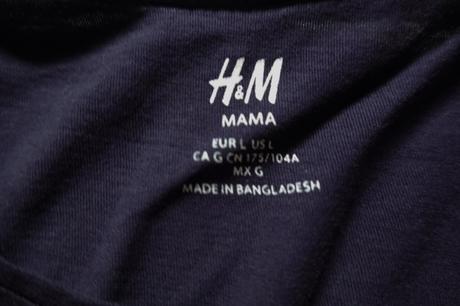 H&M
MAMA
EUR L US L
CA G CN 175/104A
MX G
MADE IN BANGLADESH